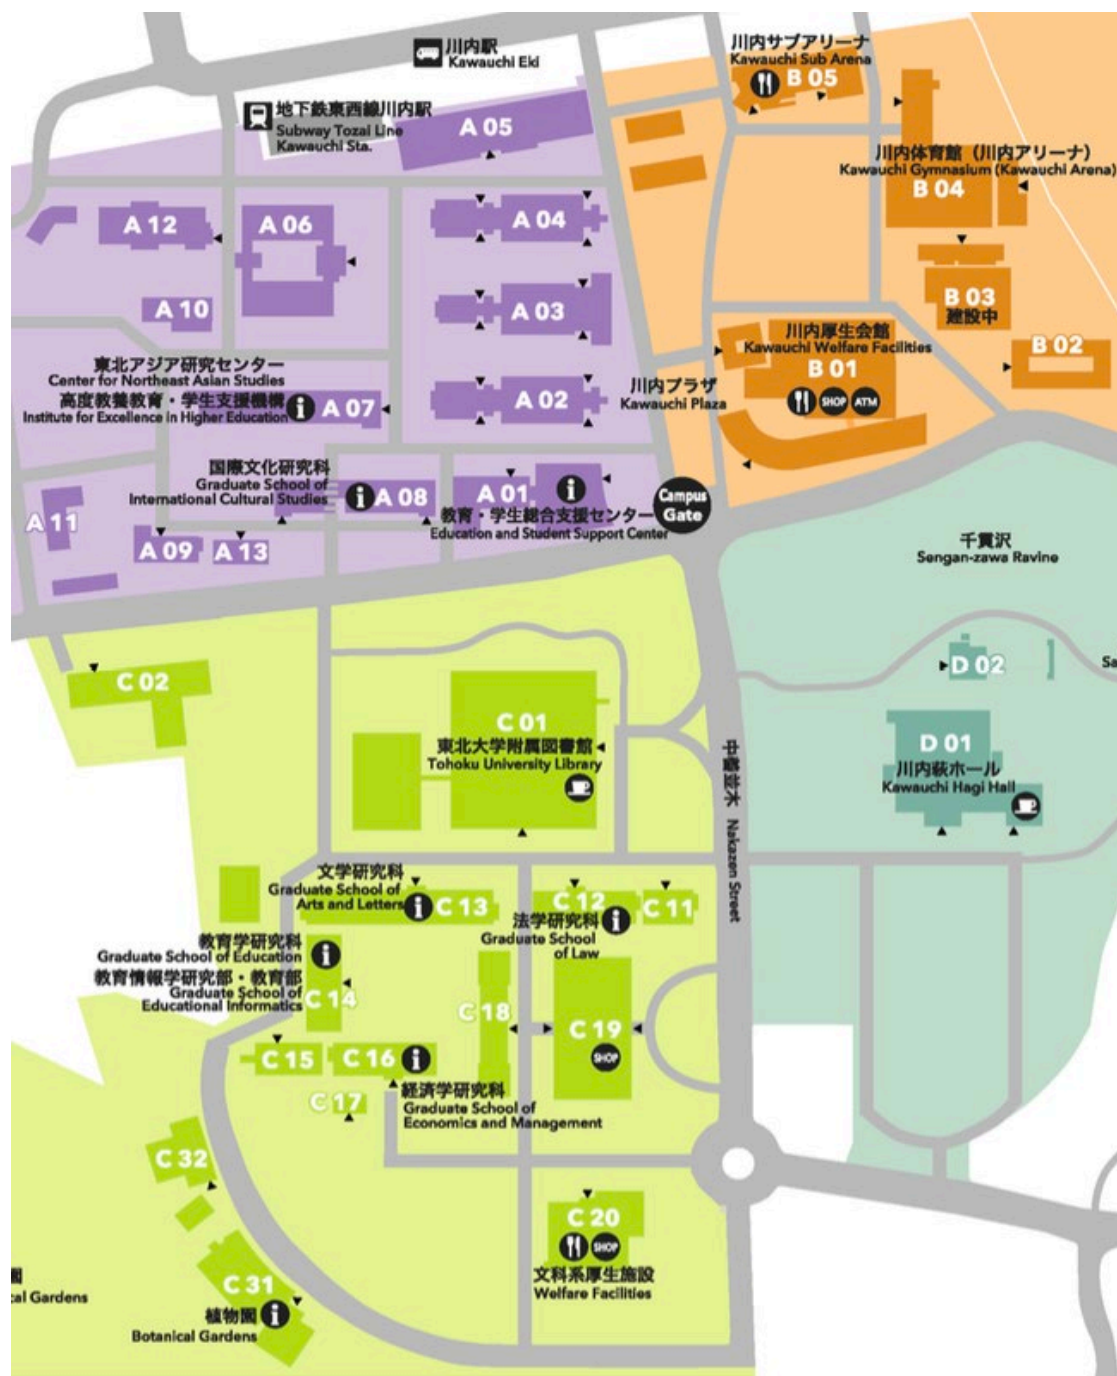 川内駅
Kawauchi Eki
地下鉄東西線川内駅
Subway Tozai Line
Kawauchi Sta.
A 05
川内サブアリーナ
Kawauchi Sub Arena
B 05
川内体育館（川内アリーナ）
Kawauchi Gymnasium (Kawauchi Arena)
B 04
A 12
A 06
A 04
A 10
A 03
B 03
建設中
川内厚生会館
Kawauchi Welfare Facilities
B 01
SHOP
ATM
B 02
東北アジア研究センター
Center for Northeast Asian Studies
高度教養教育・学生支援機構
Institute for Excellence in Higher Education
A 07
A 02
川内プラザ
Kawauchi Plaza
国際文化研究科
Graduate School of
International Cultural Studies
A 08
A 01
教育・学生総合支援センター
Education and Student Support Center
Campus
Gate
A 11
A 09
A 13
千貫沢
Sengan-zawa Ravine
C 02
D 02
Sa
C 01
東北大学附属図書館
Tohoku University Library
D 01
川内萩ホール
Kawauchi Hagi Hall
中善並木 Nakazen Street
文学研究科
Graduate School of
Arts and Letters
C 13
C 12
C 11
法学研究科
Graduate School
of Law
教育学研究科
Graduate School of Education
教育情報学研究部・教育部
Graduate School of
Educational Informatics
C 14
C 18
C 19
SHOP
C 15
C 16
経済学研究科
Graduate School of
Economics and Management
C 17
C 32
C 20
SHOP
文科系厚生施設
Welfare Facilities
園
cal Gardens
C 31
植物園
Botanical Gardens